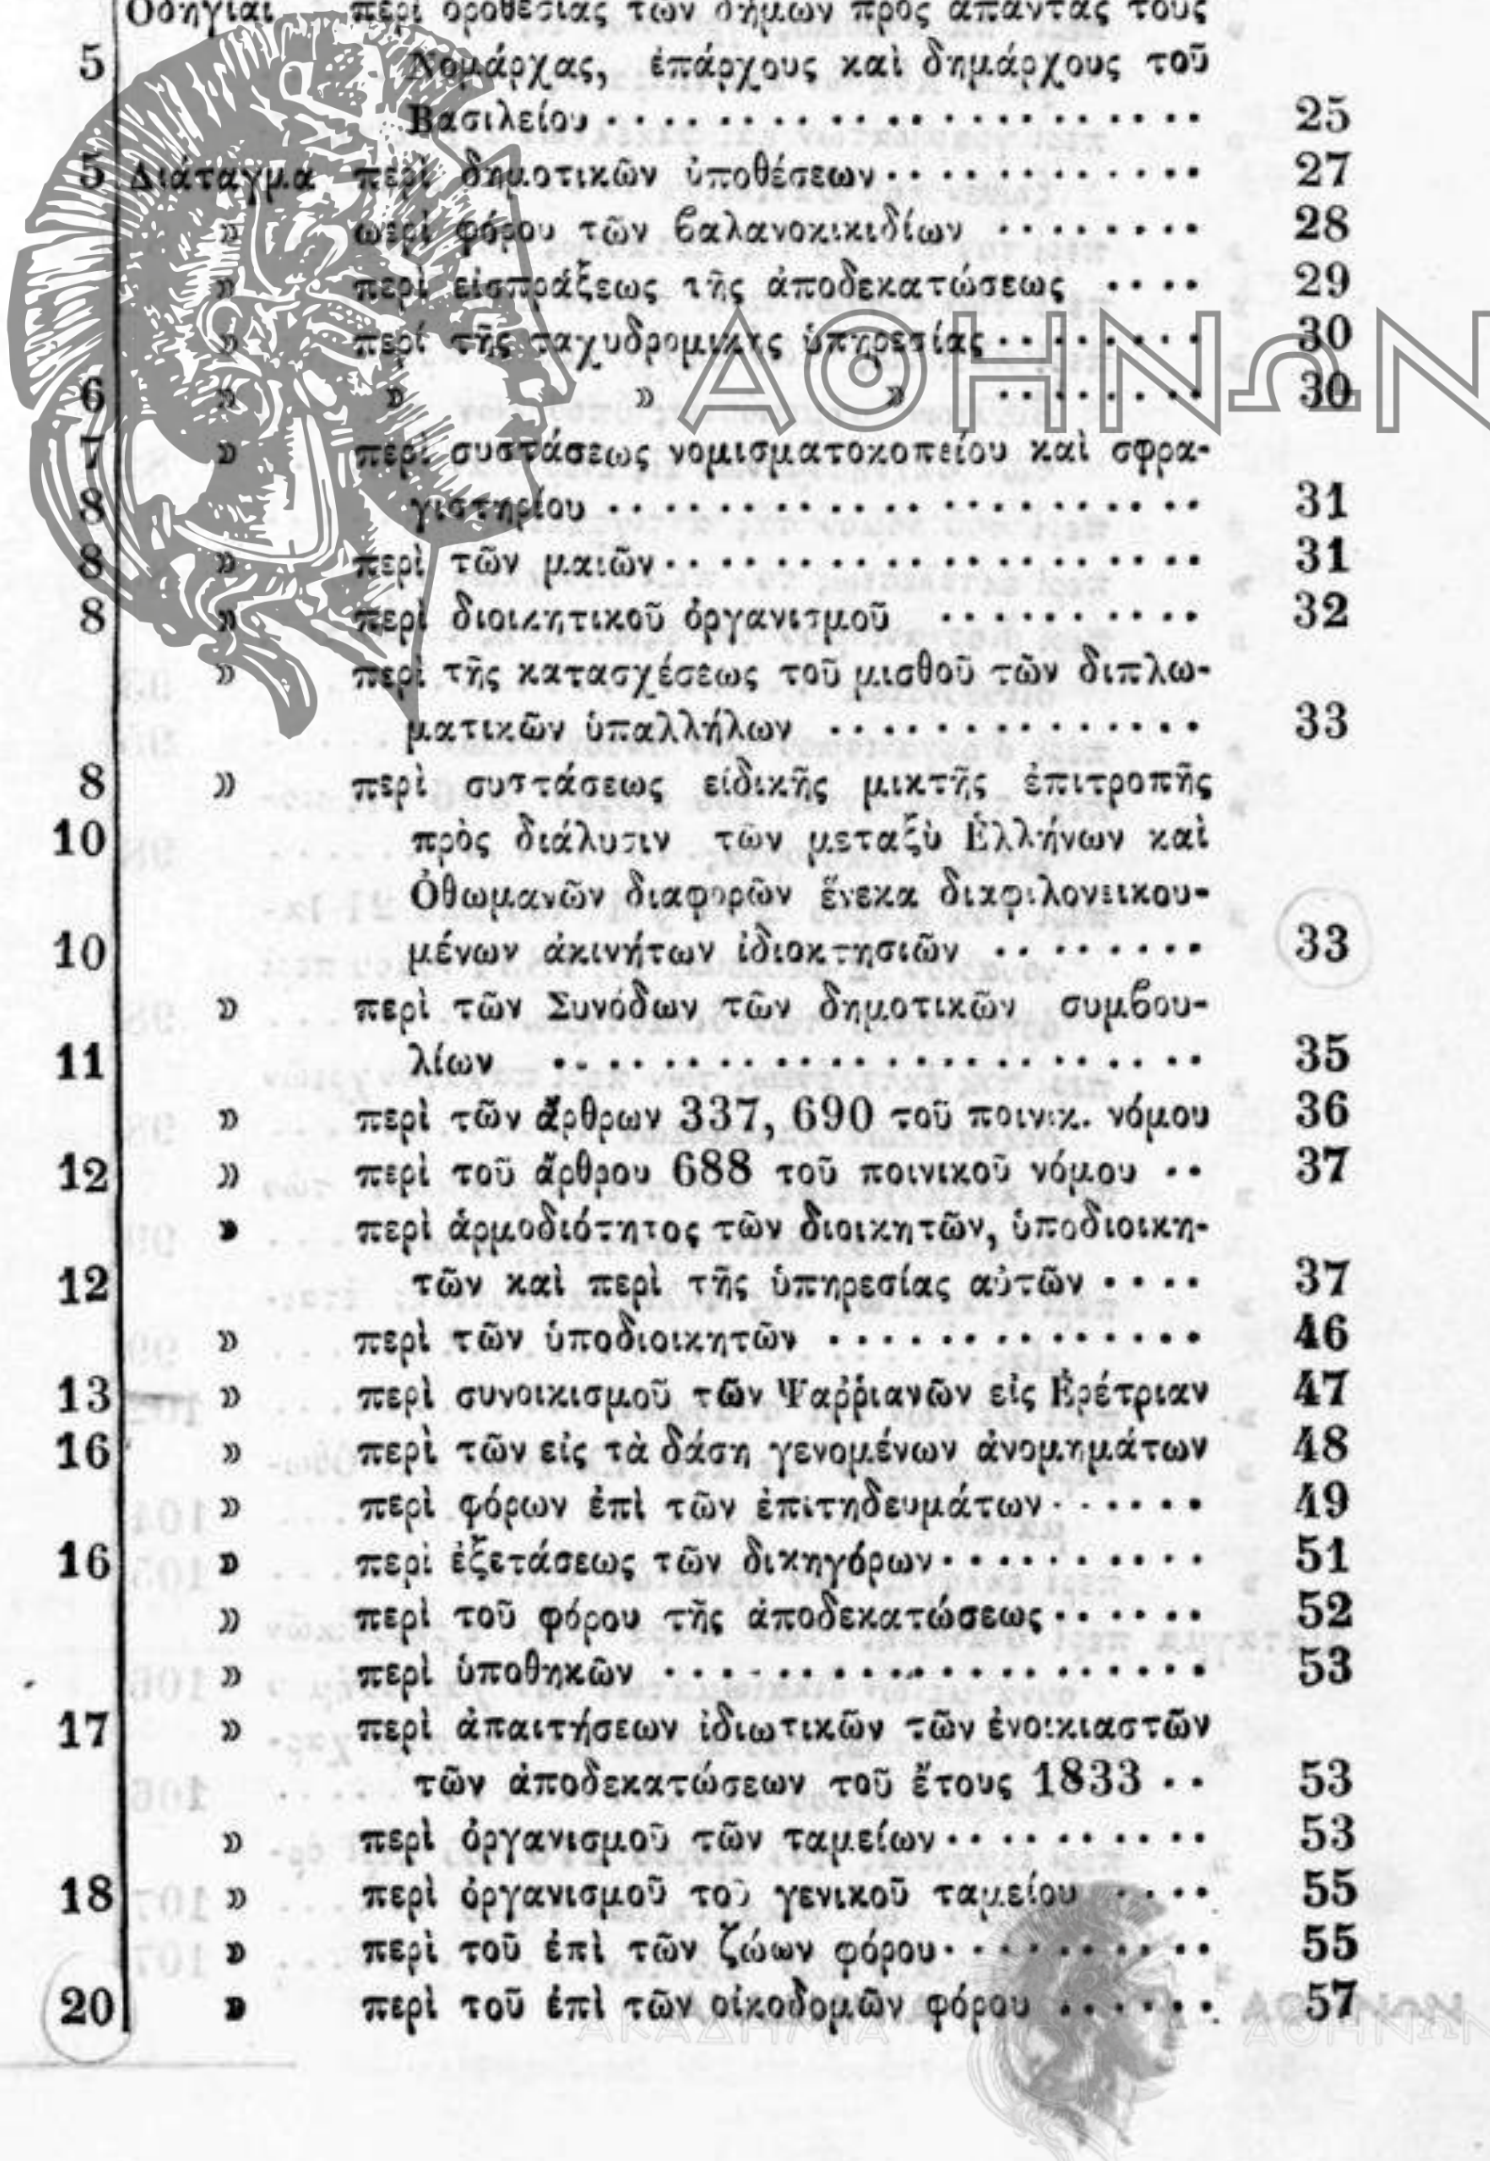 Ὁδηγίαι περὶ ὁροθεσίας τῶν δήμων πρὸς ἅπαντας τοὺς
5 Νομάρχας, ἐπάρχους καὶ δημάρχους τοῦ
Βασιλείου · · · · · · · · · · · · · · · · · · · · · · 25
5 Διάταγμα περὶ δημοτικῶν ὑποθέσεων · · · · · · · · · · · · 27
» ϖερὶ φόρου τῶν ϐαλανοκικιδίων · · · · · · · · 28
» περὶ εἰσπράξεως τῆς ἀποδεκατώσεως · · · · 29
» περὶ τῆς ταχυδρομικῆς ὑπηρεσίας · · · · · · · · 30
6 » » » » · · · · · · · · 30
7 » περὶ συστάσεως νομισματοκοπείου καὶ σφρα-
8 γιστηρίου · · · · · · · · · · · · · · · · · · · · · · 31
8 » περὶ τῶν μαιῶν · · · · · · · · · · · · · · · · · · · · 31
8 » περὶ διοικητικοῦ ὀργανισμοῦ · · · · · · · · · · 32
» περὶ τῆς κατασχέσεως τοῦ μισθοῦ τῶν διπλω-
ματικῶν ὑπαλλήλων · · · · · · · · · · · · · · 33
8 » περὶ συστάσεως εἰδικῆς μικτῆς ἐπιτροπῆς
10 πρὸς διάλυσιν τῶν μεταξὺ Ἑλλήνων καὶ
Ὀθωμανῶν διαφορῶν ἕνεκα διαφιλονεικου-
10 μένων ἀκινήτων ἰδιοκτησιῶν · · · · · · · · 33
» περὶ τῶν Συνόδων τῶν δημοτικῶν συμϐου-
11 λίων · · · · · · · · · · · · · · · · · · · · · · · · 35
» περὶ τῶν ἄρθρων 337, 690 τοῦ ποινικ. νόμου 36
12 » περὶ τοῦ ἄρθρου 688 τοῦ ποινικοῦ νόμου · · 37
» περὶ ἁρμοδιότητος τῶν διοικητῶν, ὑποδιοικη-
12 τῶν καὶ περὶ τῆς ὑπηρεσίας αὐτῶν · · · · 37
» περὶ τῶν ὑποδιοικητῶν · · · · · · · · · · · · · · 46
13 » περὶ συνοικισμοῦ τῶν Ψαῤῥιανῶν εἰς Ἐρέτριαν 47
16 » περὶ τῶν εἰς τὰ δάση γενομένων ἀνομημάτων 48
» περὶ φόρων ἐπὶ τῶν ἐπιτηδευμάτων · · · · · · 49
16 » περὶ ἐξετάσεως τῶν δικηγόρων · · · · · · · · · · 51
» περὶ τοῦ φόρου τῆς ἀποδεκατώσεως · · · · · · 52
» περὶ ὑποθηκῶν · · · · · · · · · · · · · · · · · · · · 53
17 » περὶ ἀπαιτήσεων ἰδιωτικῶν τῶν ἐνοικιαστῶν
τῶν ἀποδεκατώσεων τοῦ ἔτους 1833 · · 53
» περὶ ὀργανισμοῦ τῶν ταμείων · · · · · · · · · · 53
18 » περὶ ὀργανισμοῦ τοῦ γενικοῦ ταμείου · · · · 55
» περὶ τοῦ ἐπὶ τῶν ζώων φόρου · · · · · · · · · · 55
20 » περὶ τοῦ ἐπὶ τῶν οἰκοδομῶν φόρου · · · · · · 57
ΑΘΗΝΩΝ
ΑΚΑΔΗΜΙΑ ΑΘΗΝΩΝ